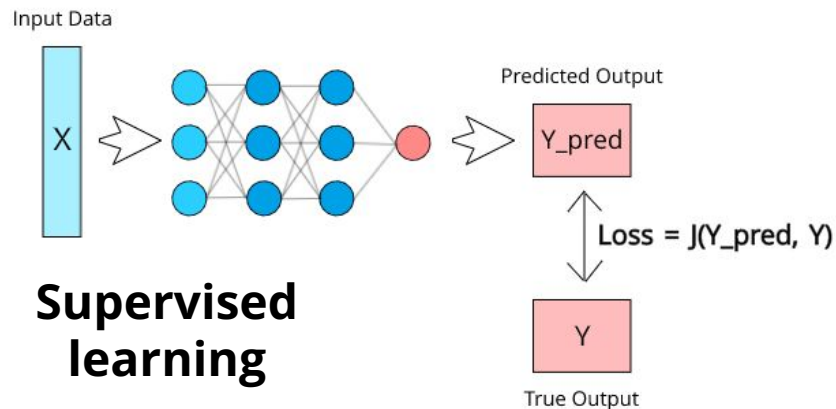 Input Data
X
Predicted Output
Y_pred
Loss = J(Y_pred, Y)
Y
True Output
Supervised
learning